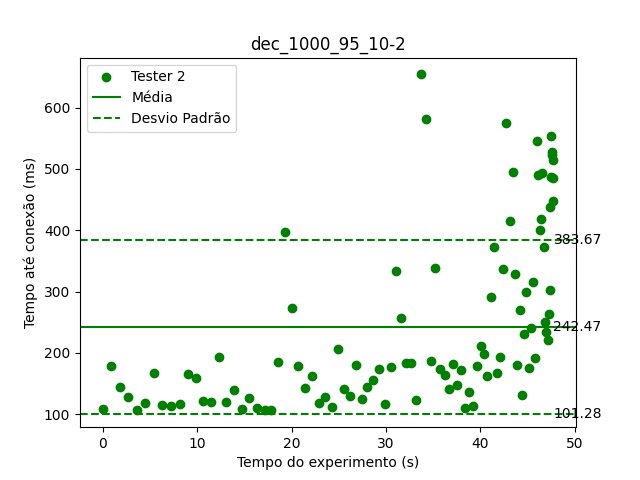 dec_1000_95_10-2
Tester 2
Média
Desvio Padrão
600
500
400
300
200
100
Tempo até conexão (ms)
383.67
242.47
101.28
0
10
20
30
40
50
Tempo do experimento (s)